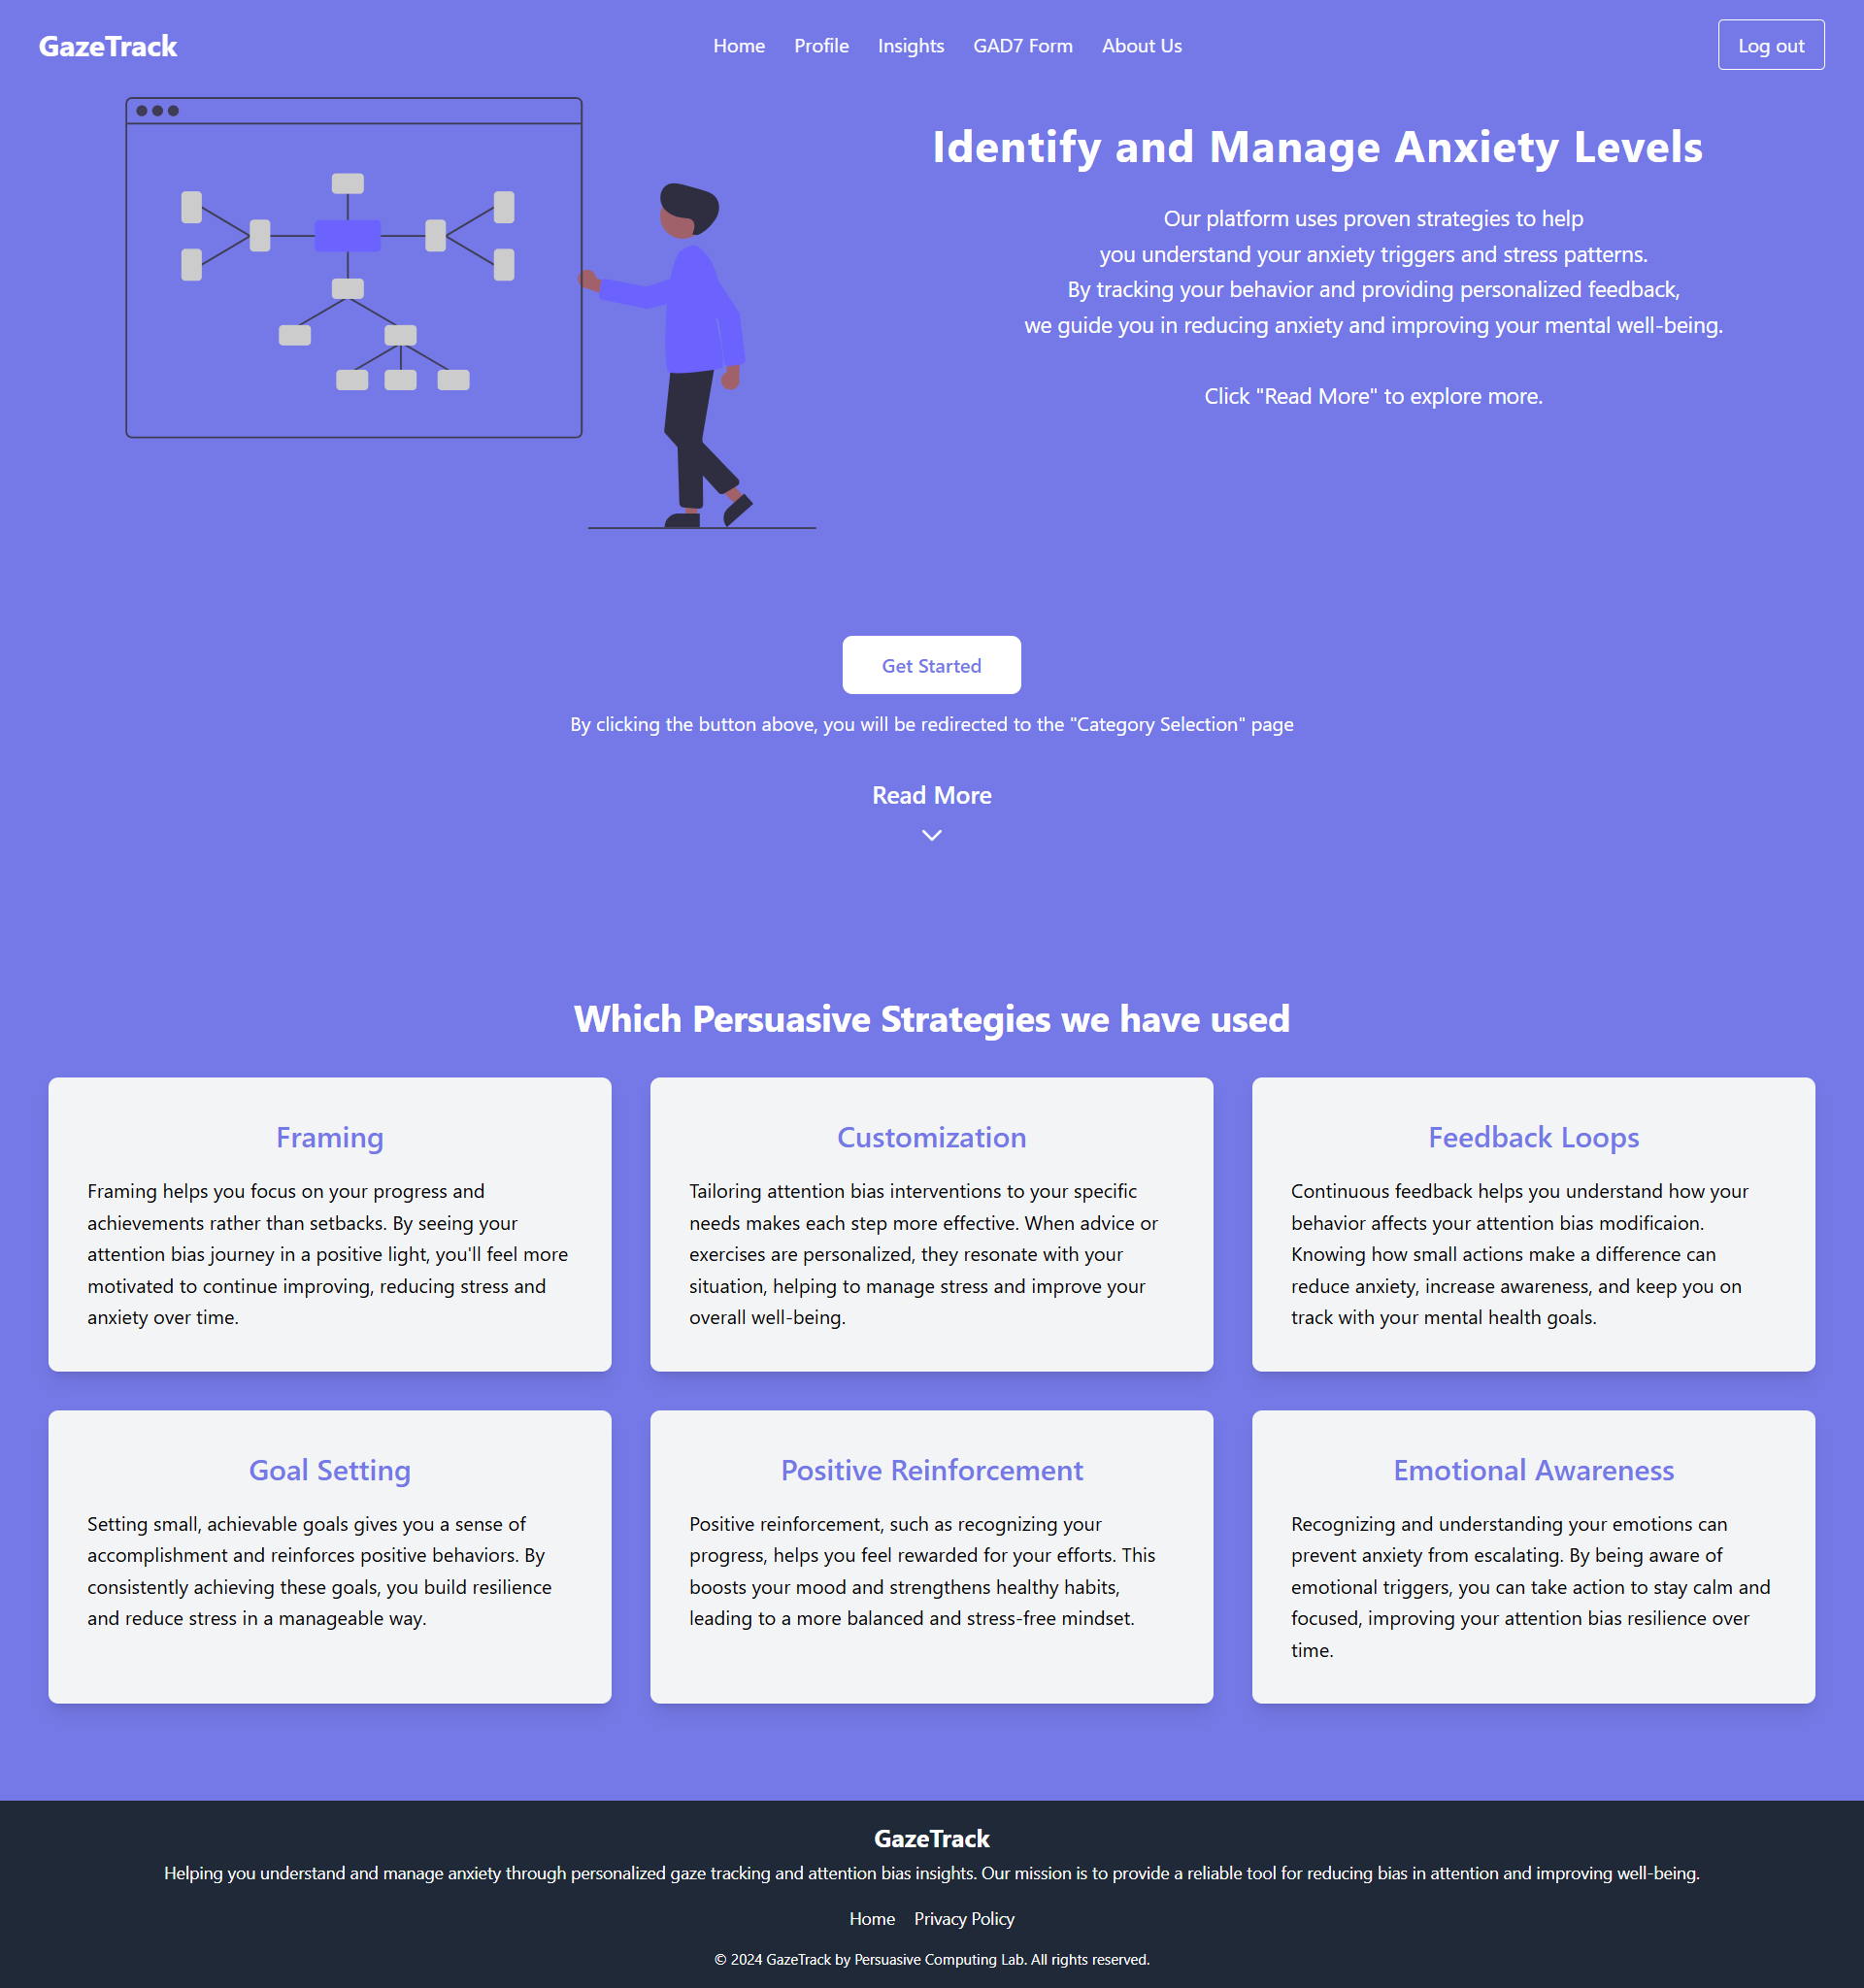 GazeTrack
Home Profile Insights GAD7 Form About Us
Log out
Identify and Manage Anxiety Levels
Our platform uses proven strategies to help
you understand your anxiety triggers and stress patterns.
By tracking your behavior and providing personalized feedback,
we guide you in reducing anxiety and improving your mental well-being.
Click "Read More" to explore more.
Get Started
By clicking the button above, you will be redirected to the "Category Selection" page
Read More
Which Persuasive Strategies we have used
Framing
Framing helps you focus on your progress and
achievements rather than setbacks. By seeing your
attention bias journey in a positive light, you'll feel more
motivated to continue improving, reducing stress and
anxiety over time.
Customization
Tailoring attention bias interventions to your specific
needs makes each step more effective. When advice or
exercises are personalized, they resonate with your
situation, helping to manage stress and improve your
overall well-being.
Feedback Loops
Continuous feedback helps you understand how your
behavior affects your attention bias modificaion.
Knowing how small actions make a difference can
reduce anxiety, increase awareness, and keep you on
track with your mental health goals.
Goal Setting
Setting small, achievable goals gives you a sense of
accomplishment and reinforces positive behaviors. By
consistently achieving these goals, you build resilience
and reduce stress in a manageable way.
Positive Reinforcement
Positive reinforcement, such as recognizing your
progress, helps you feel rewarded for your efforts. This
boosts your mood and strengthens healthy habits,
leading to a more balanced and stress-free mindset.
Emotional Awareness
Recognizing and understanding your emotions can
prevent anxiety from escalating. By being aware of
emotional triggers, you can take action to stay calm and
focused, improving your attention bias resilience over
time.
GazeTrack
Helping you understand and manage anxiety through personalized gaze tracking and attention bias insights. Our mission is to provide a reliable tool for reducing bias in attention and improving well-being.
Home Privacy Policy
© 2024 GazeTrack by Persuasive Computing Lab. All rights reserved.